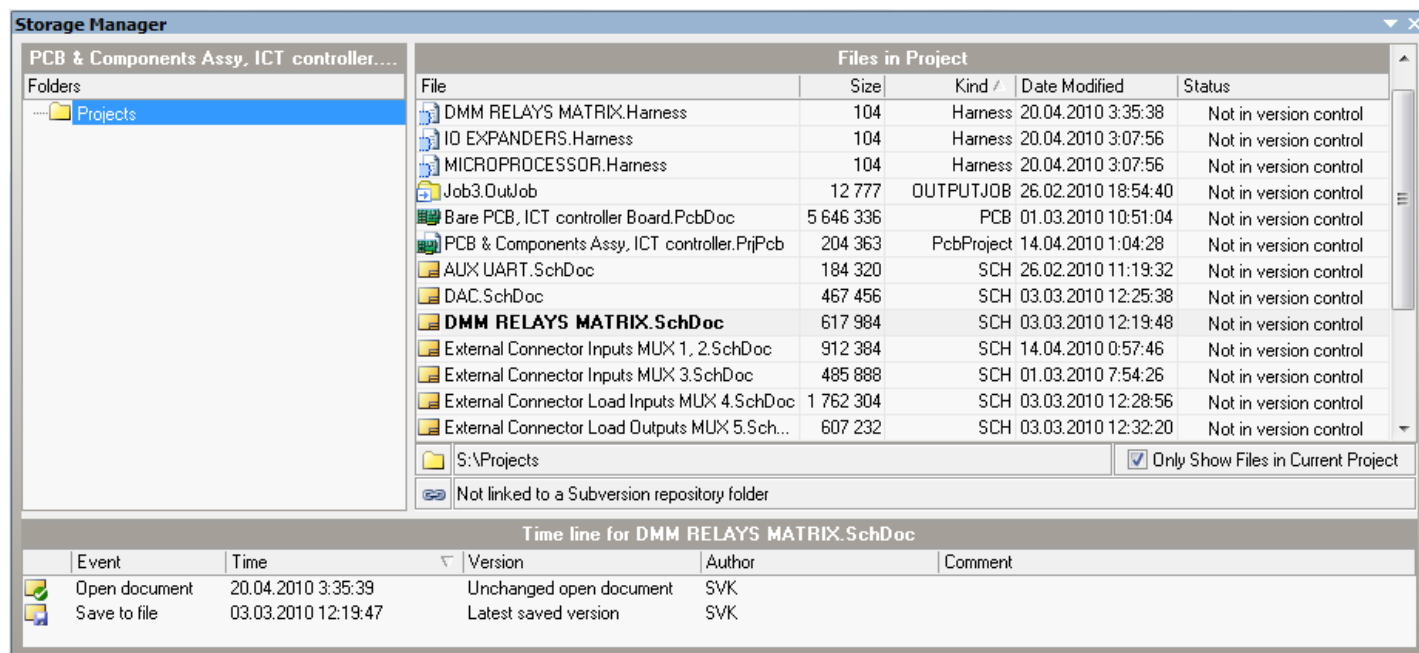 Storage Manager
PCB & Components Assy, ICT controller....
Folders
Projects
Files in Project
File Size Kind Date Modified Status
DMM RELAYS MATRIX.Harness 104 Harness 20.04.2010 3:35:38 Not in version control
IO EXPANDERS.Harness 104 Harness 20.04.2010 3:07:56 Not in version control
MICROPROCESSOR.Harness 104 Harness 20.04.2010 3:07:56 Not in version control
Job3.OutJob 12 777 OUTPUTJOB 26.02.2010 18:54:40 Not in version control
Bare PCB, ICT controller Board.PcbDoc 5 646 336 PCB 01.03.2010 10:51:04 Not in version control
PCB & Components Assy, ICT controller.PrjPcb 204 363 PcbProject 14.04.2010 1:04:28 Not in version control
AUX UART.SchDoc 184 320 SCH 26.02.2010 11:19:32 Not in version control
DAC.SchDoc 467 456 SCH 03.03.2010 12:25:38 Not in version control
DMM RELAYS MATRIX.SchDoc 617 984 SCH 03.03.2010 12:19:48 Not in version control
External Connector Inputs MUX 1, 2.SchDoc 912 384 SCH 14.04.2010 0:57:46 Not in version control
External Connector Inputs MUX 3.SchDoc 485 888 SCH 01.03.2010 7:54:26 Not in version control
External Connector Load Inputs MUX 4.SchDoc 1 762 304 SCH 03.03.2010 12:28:56 Not in version control
External Connector Load Outputs MUX 5.Sch... 607 232 SCH 03.03.2010 12:32:20 Not in version control
S:\Projects Only Show Files in Current Project
Not linked to a Subversion repository folder
Time line for DMM RELAYS MATRIX.SchDoc
Event Time Version Author Comment
Open document 20.04.2010 3:35:39 Unchanged open document SVK
Save to file 03.03.2010 12:19:47 Latest saved version SVK